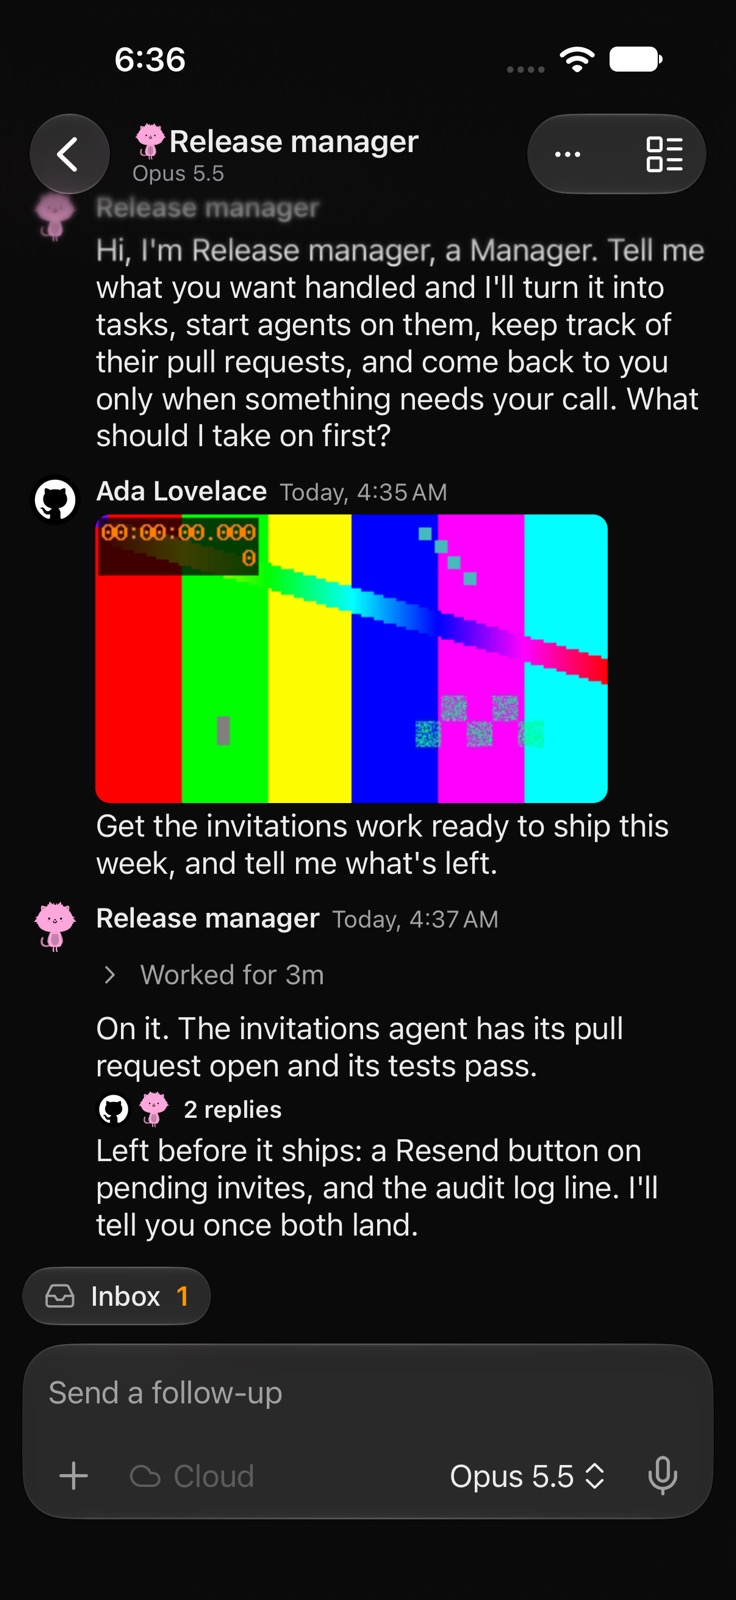 6:36
Release manager
Opus 5.5
Release manager
Hi, I'm Release manager, a Manager. Tell me
what you want handled and I'll turn it into
tasks, start agents on them, keep track of
their pull requests, and come back to you
only when something needs your call. What
should I take on first?
Ada Lovelace Today, 4:35 AM
00:00:00.000
0
Get the invitations work ready to ship this
week, and tell me what's left.
Release manager Today, 4:37 AM
Worked for 3m
On it. The invitations agent has its pull
request open and its tests pass.
2 replies
Left before it ships: a Resend button on
pending invites, and the audit log line. I'll
tell you once both land.
Inbox 1
Send a follow-up
Cloud Opus 5.5